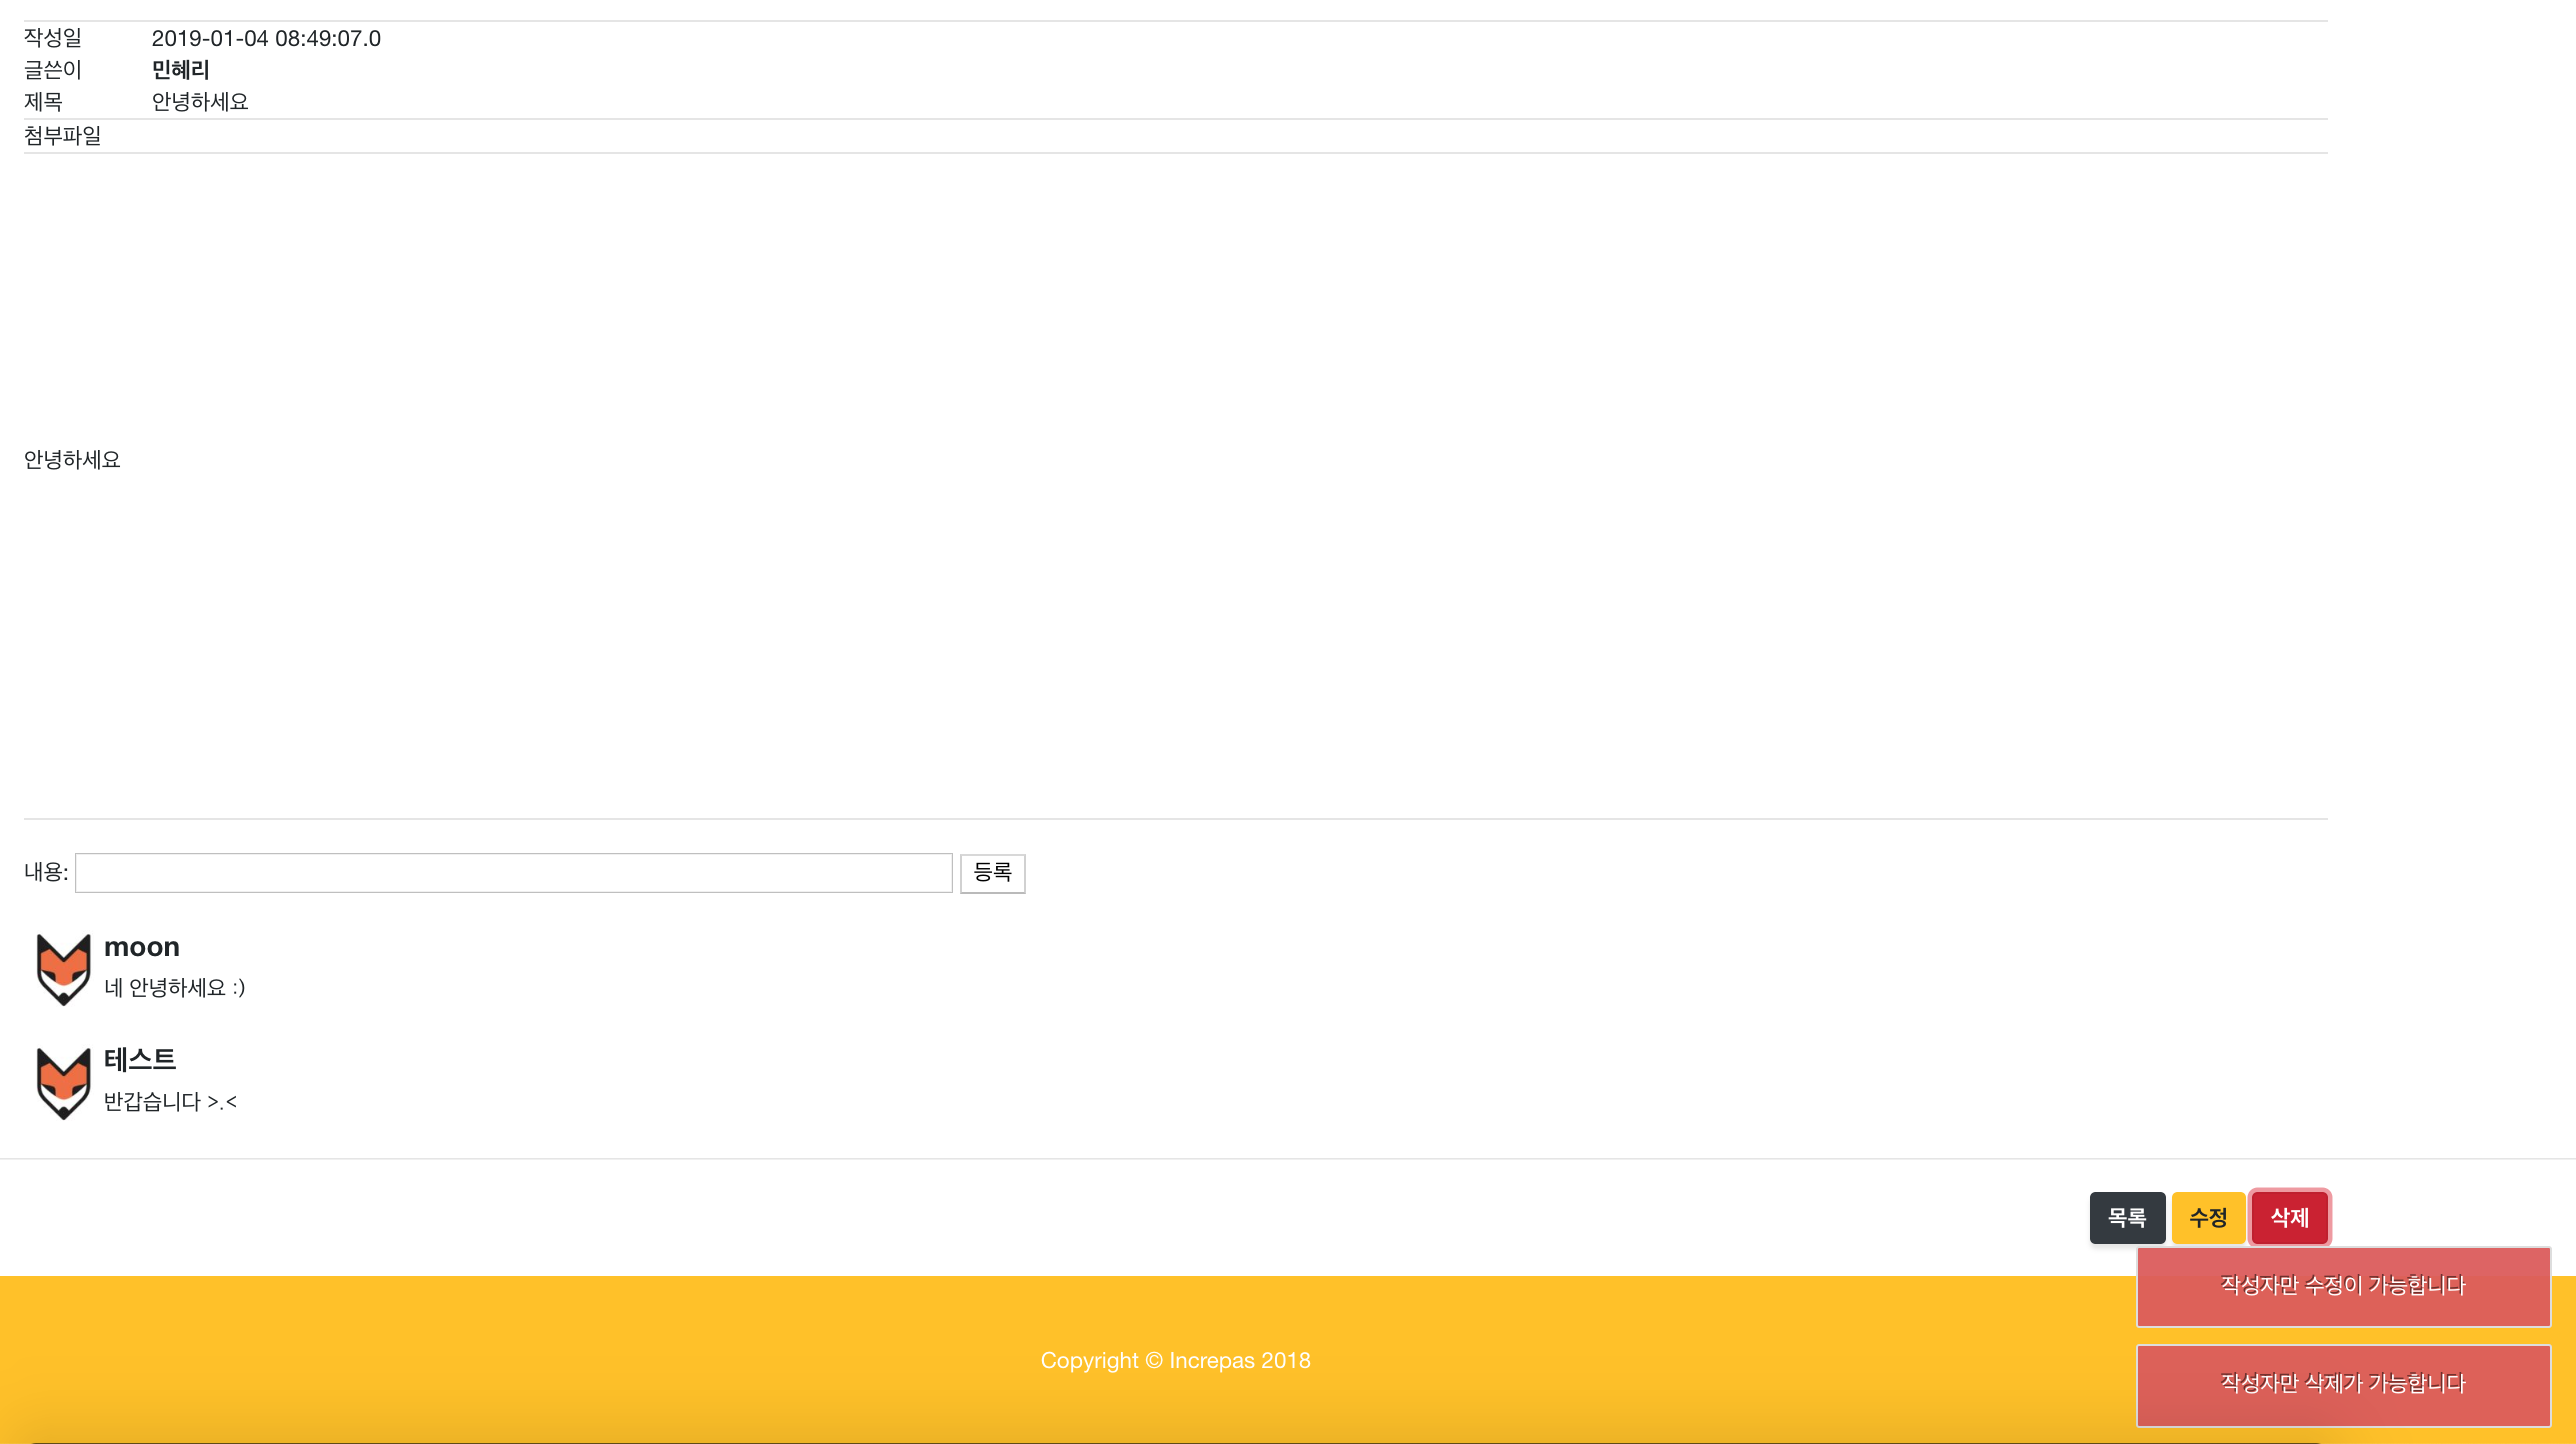 작성일 2019-01-04 08:49:07.0
글쓴이 민혜리
제목 안녕하세요
첨부파일
안녕하세요
내용: 등록
moon
네 안녕하세요 :)
테스트
반갑습니다 >.<
목록 수정 삭제
작성자만 수정이 가능합니다
Copyright © Increpas 2018
작성자만 삭제가 가능합니다